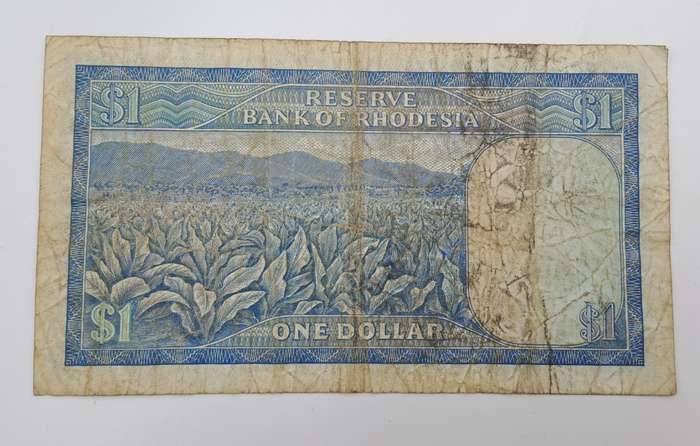 $1 RESERVE $1
BANK OF RHODESIA
$1 ONE DOLLAR $1